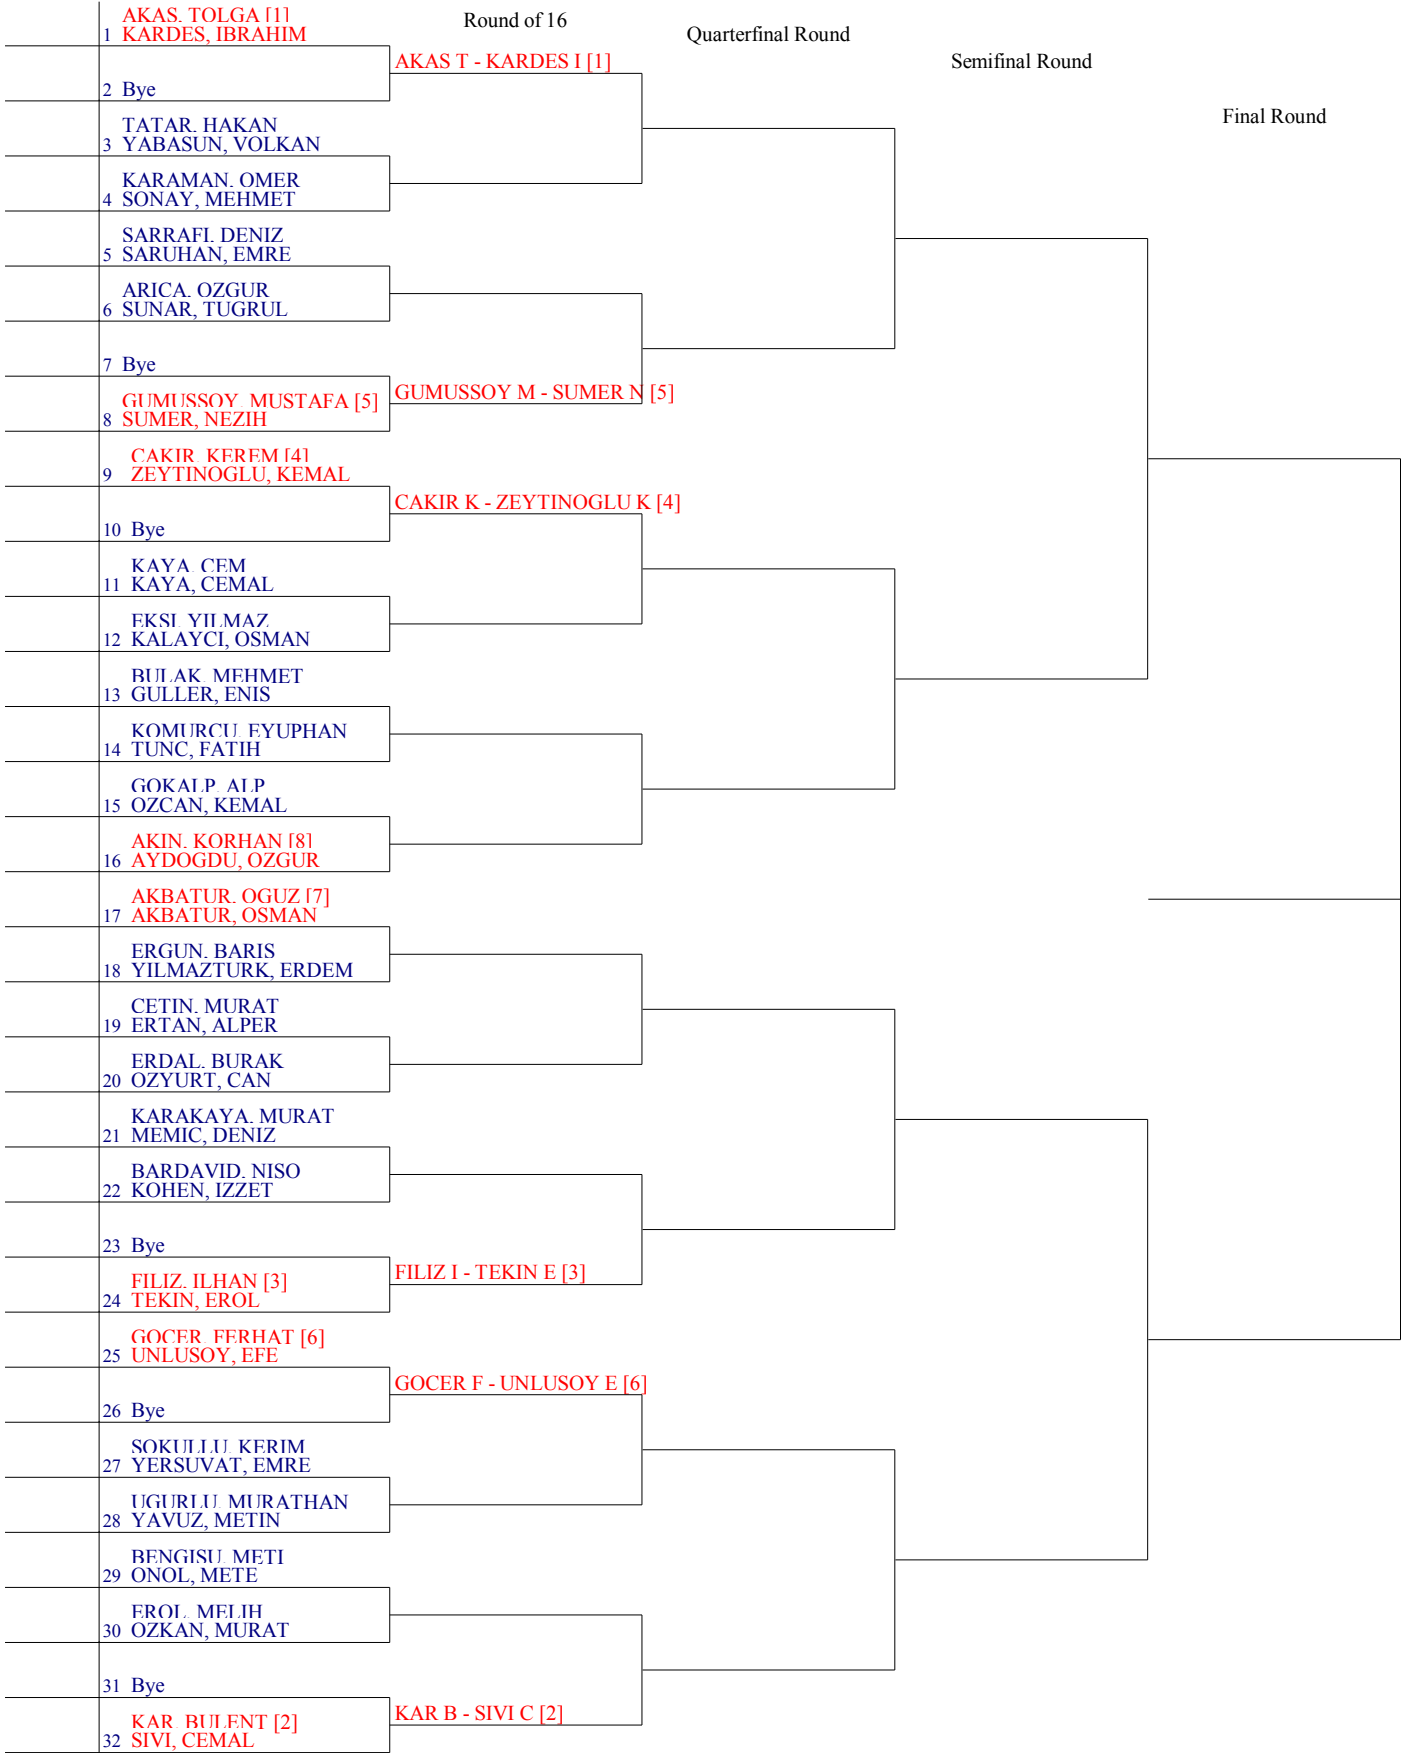 Round of 16
Quarterfinal Round
Semifinal Round
Final Round
AKAS, TOLGA [1]
1 KARDES, IBRAHIM
AKAS T - KARDES I [1]
2 Bye
TATAR, HAKAN
3 YABASUN, VOLKAN
KARAMAN, OMER
4 SONAY, MEHMET
SARRAFI, DENIZ
5 SARUHAN, EMRE
ARICA, OZGUR
6 SUNAR, TUGRUL
7 Bye
GUMUSSOY M - SUMER N [5]
GUMUSSOY, MUSTAFA [5]
8 SUMER, NEZIH
CAKIR, KEREM [4]
9 ZEYTINOGLU, KEMAL
CAKIR K - ZEYTINOGLU K [4]
10 Bye
KAYA, CEM
11 KAYA, CEMAL
EKSI, YILMAZ
12 KALAYCI, OSMAN
BULAK, MEHMET
13 GULLER, ENIS
KOMURCU, EYUPHAN
14 TUNC, FATIH
GOKALP, ALP
15 OZCAN, KEMAL
AKIN, KORHAN [8]
16 AYDOGDU, OZGUR
AKBATUR, OGUZ [7]
17 AKBATUR, OSMAN
ERGUN, BARIS
18 YILMAZTURK, ERDEM
CETIN, MURAT
19 ERTAN, ALPER
ERDAL, BURAK
20 OZYURT, CAN
KARAKAYA, MURAT
21 MEMIC, DENIZ
BARDAVID, NISO
22 KOHEN, IZZET
23 Bye
FILIZ I - TEKIN E [3]
FILIZ, ILHAN [3]
24 TEKIN, EROL
GOCER, FERHAT [6]
25 UNLUSOY, EFE
GOCER F - UNLUSOY E [6]
26 Bye
SOKULLU, KERIM
27 YERSUVAT, EMRE
UGURLU, MURATHAN
28 YAVUZ, METIN
BENGISU, METI
29 ONOL, METE
EROL, MELIH
30 OZKAN, MURAT
31 Bye
KAR B - SIVI C [2]
KAR, BULENT [2]
32 SIVI, CEMAL